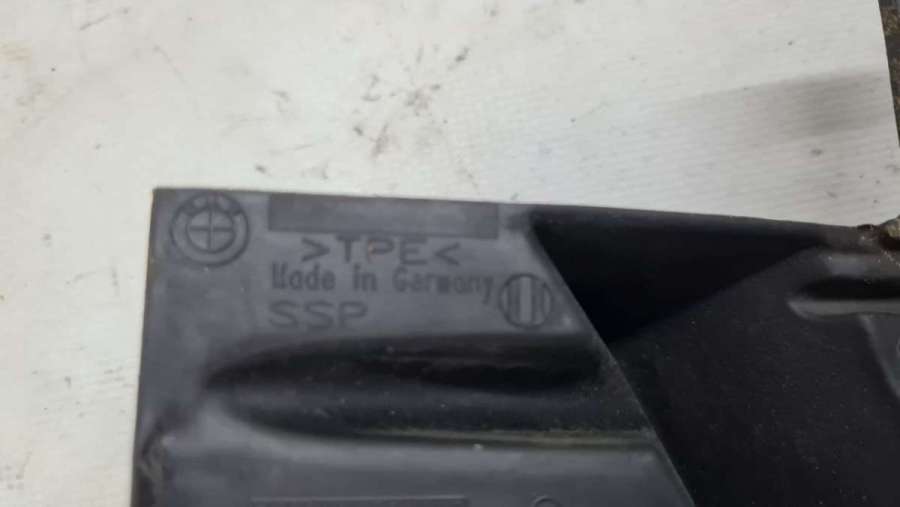 >TPE<
Made in Germany
SSP